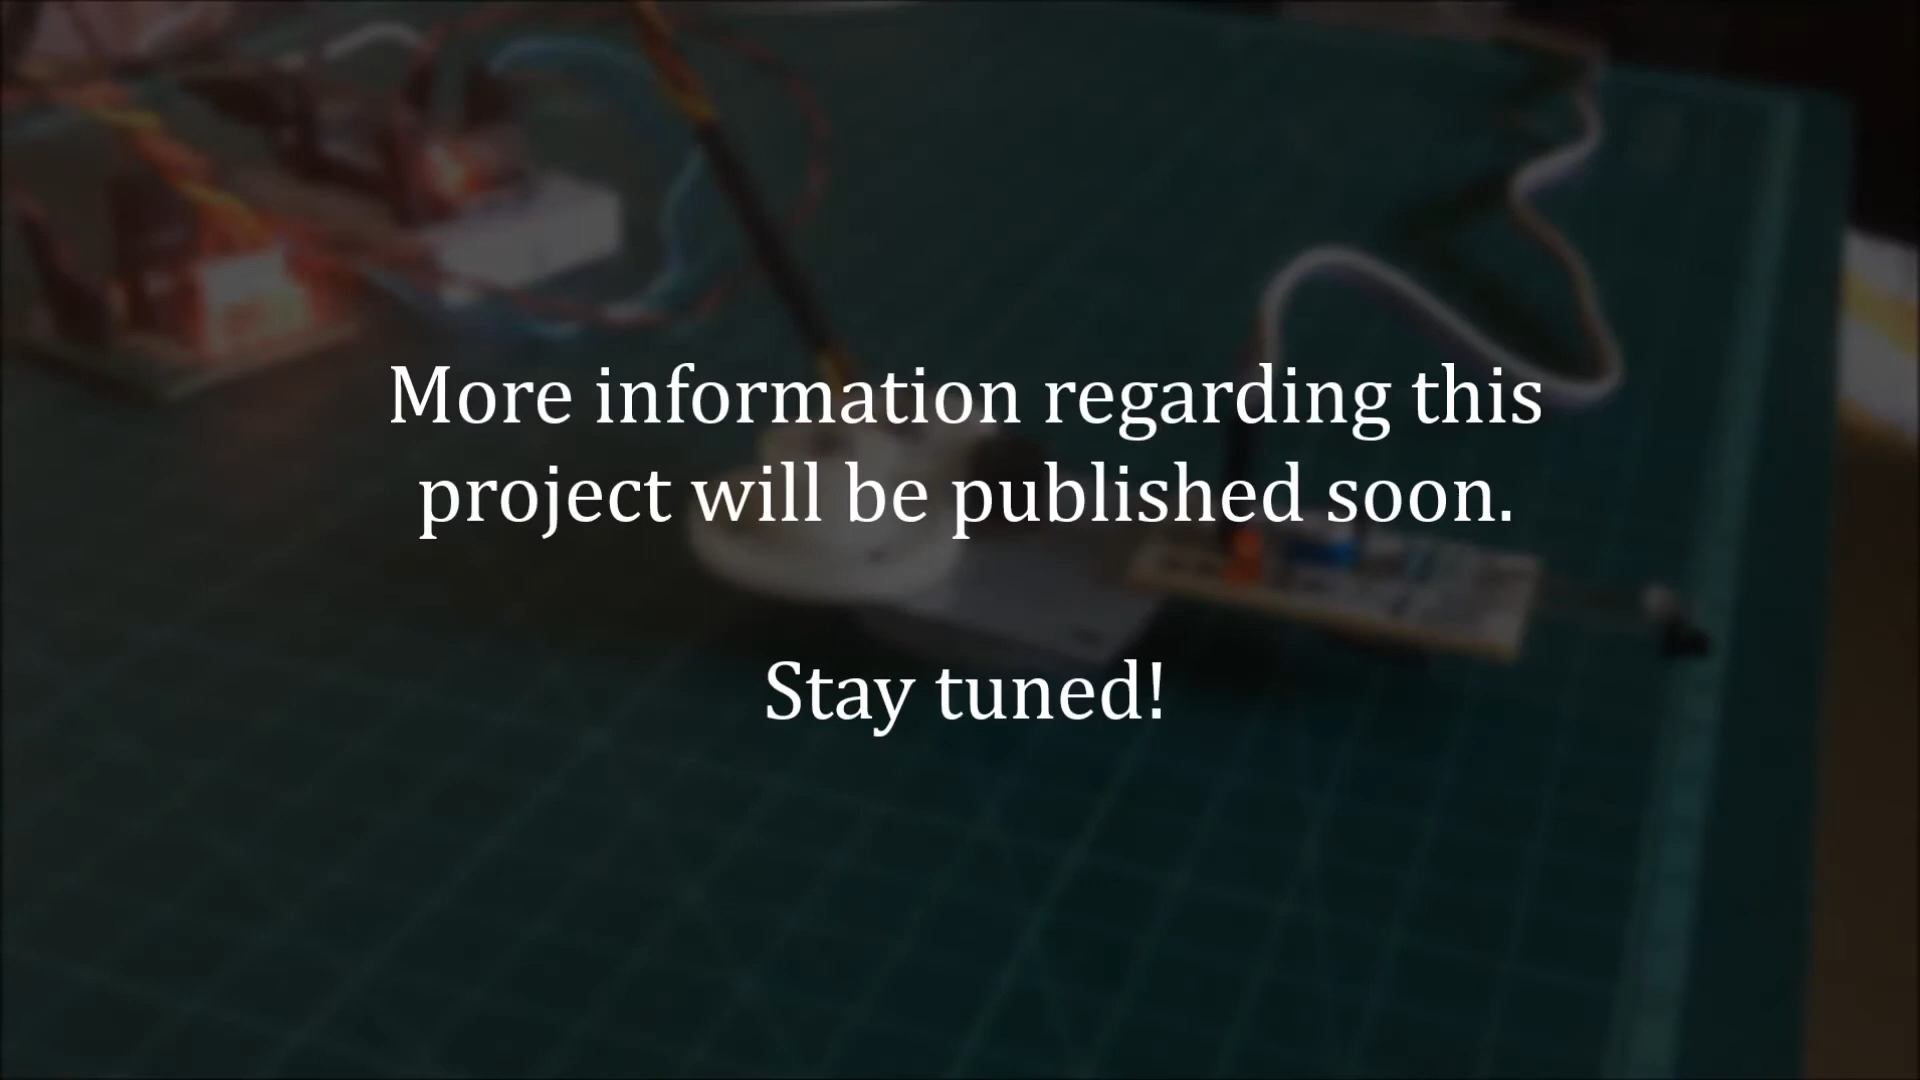 More information regarding this
project will be published soon.
Stay tuned!